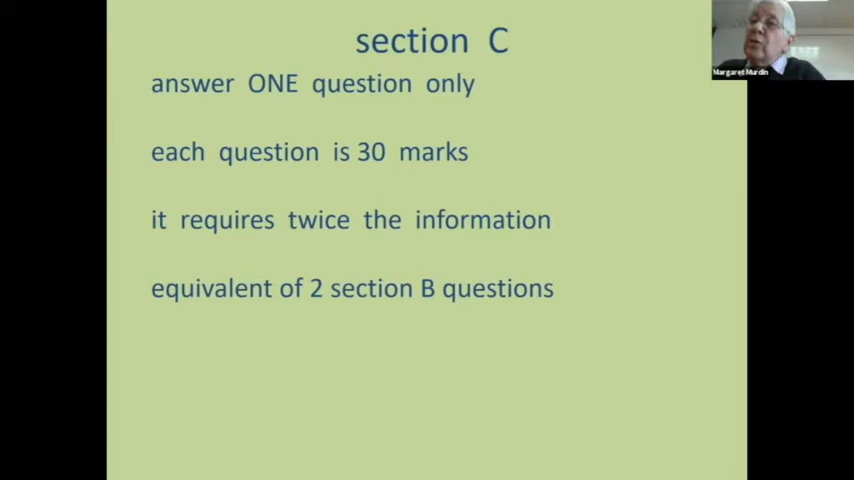 section C
answer ONE question only
each question is 30 marks
it requires twice the information
equivalent of 2 section B questions
Margaret Murdin